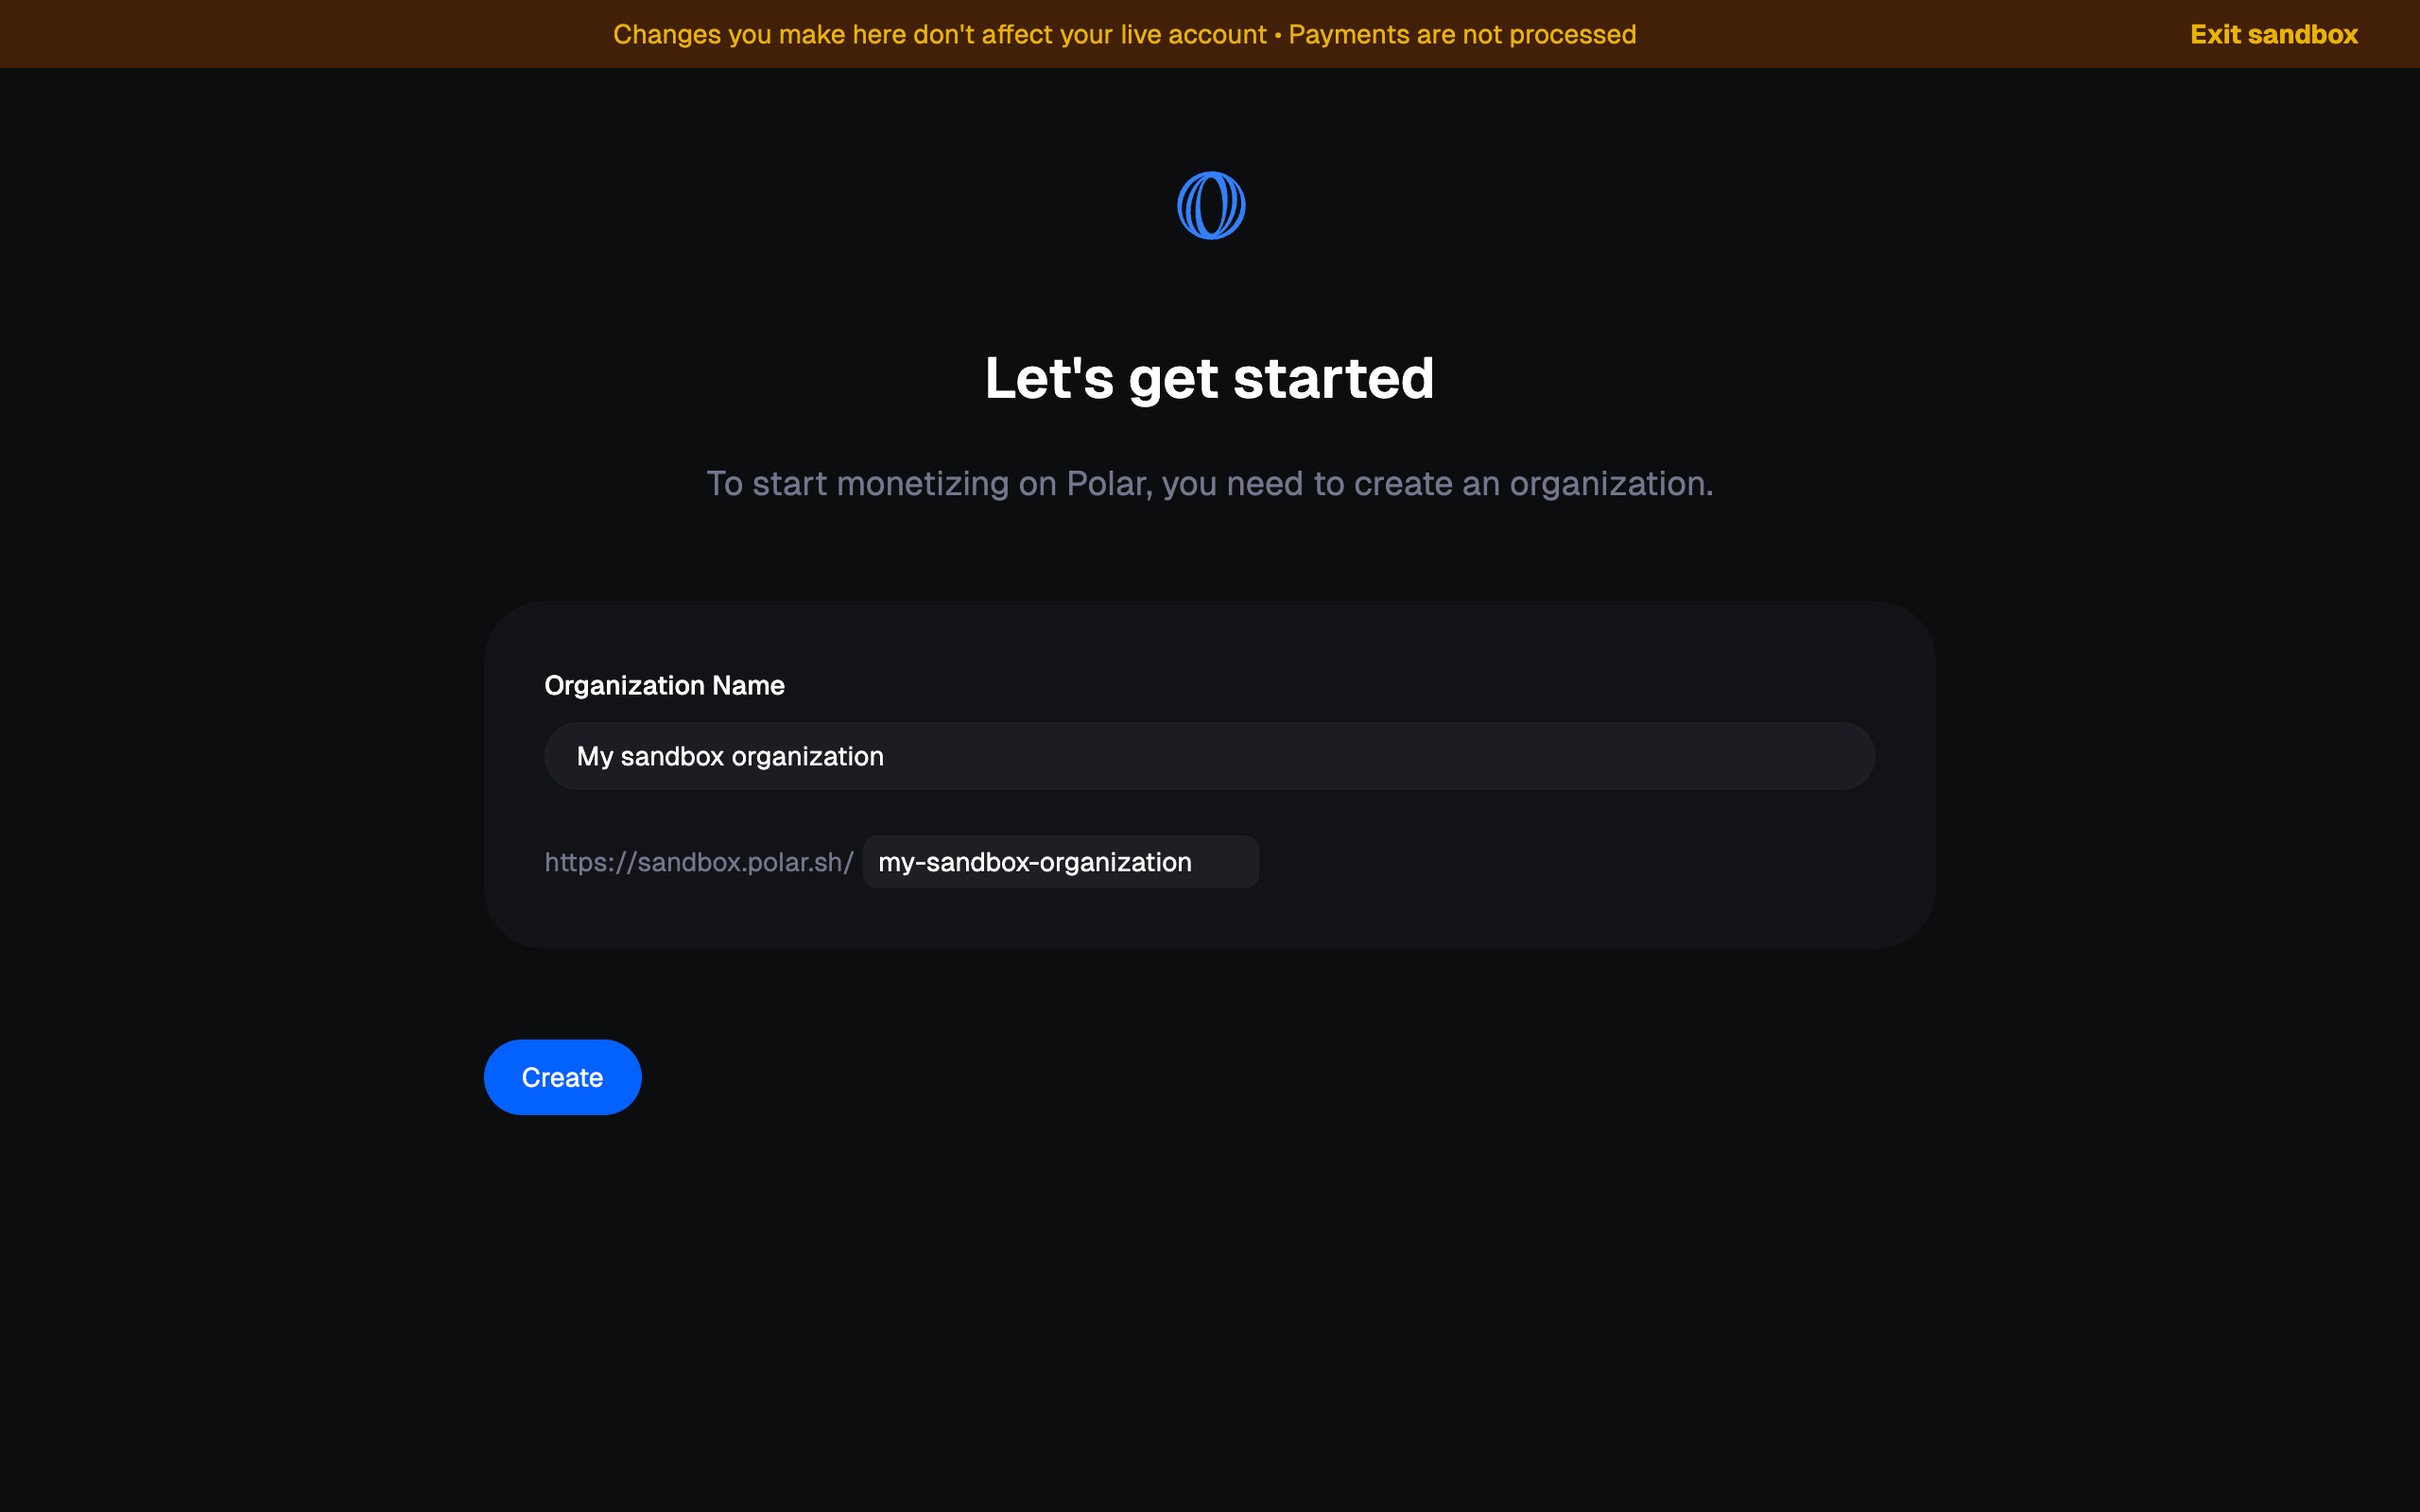 Changes you make here don't affect your live account • Payments are not processed
Exit sandbox
Let's get started
To start monetizing on Polar, you need to create an organization.
Organization Name
My sandbox organization
https://sandbox.polar.sh/ my-sandbox-organization
Create